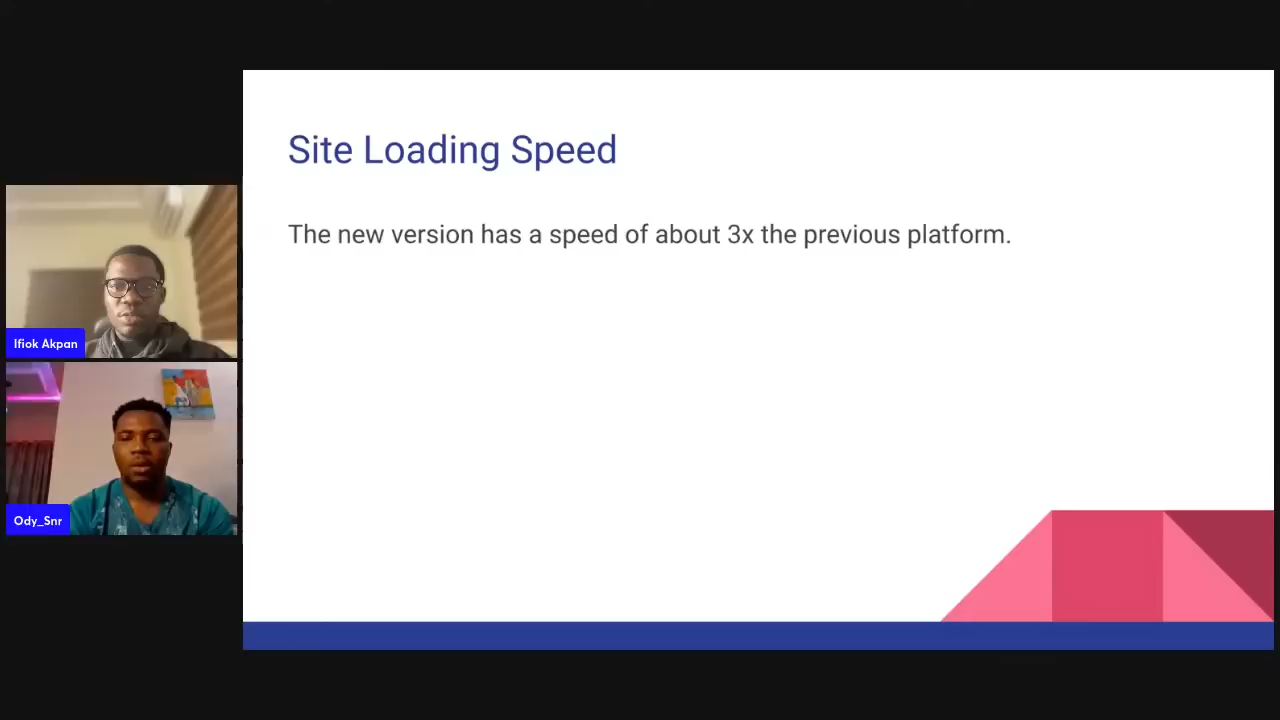 Site Loading Speed
The new version has a speed of about 3x the previous platform.
Ifiok Akpan
Ody_Snr